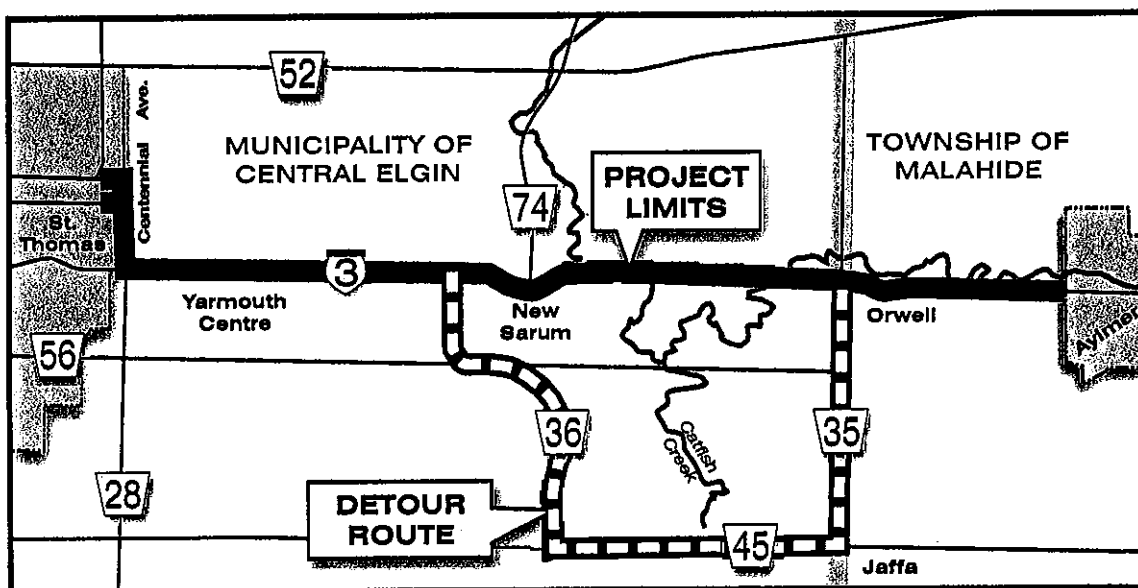 52
Centennial Ave.
MUNICIPALITY OF
CENTRAL ELGIN
TOWNSHIP OF
MALAHIDE
74
PROJECT
LIMITS
St.
Thomas
3
Yarmouth
Centre
New
Sarum
Orwell
Aylmer
56
36
Catfish
Creek
35
28
DETOUR
ROUTE
45
Jaffa